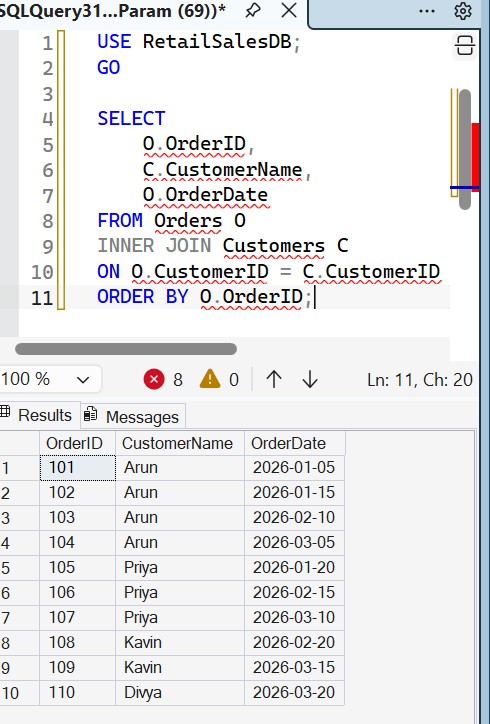 SQLQuery31...Param (69))*
1 USE RetailSalesDB;
2 GO
3
4 SELECT
5 O.OrderID,
6 C.CustomerName,
7 O.OrderDate
8 FROM Orders O
9 INNER JOIN Customers C
10 ON O.CustomerID = C.CustomerID
11 ORDER BY O.OrderID;
100 % 8 0 Ln: 11, Ch: 20
Results Messages
OrderID CustomerName OrderDate
1 101 Arun 2026-01-05
2 102 Arun 2026-01-15
3 103 Arun 2026-02-10
4 104 Arun 2026-03-05
5 105 Priya 2026-01-20
6 106 Priya 2026-02-15
7 107 Priya 2026-03-10
8 108 Kavin 2026-02-20
9 109 Kavin 2026-03-15
10 110 Divya 2026-03-20